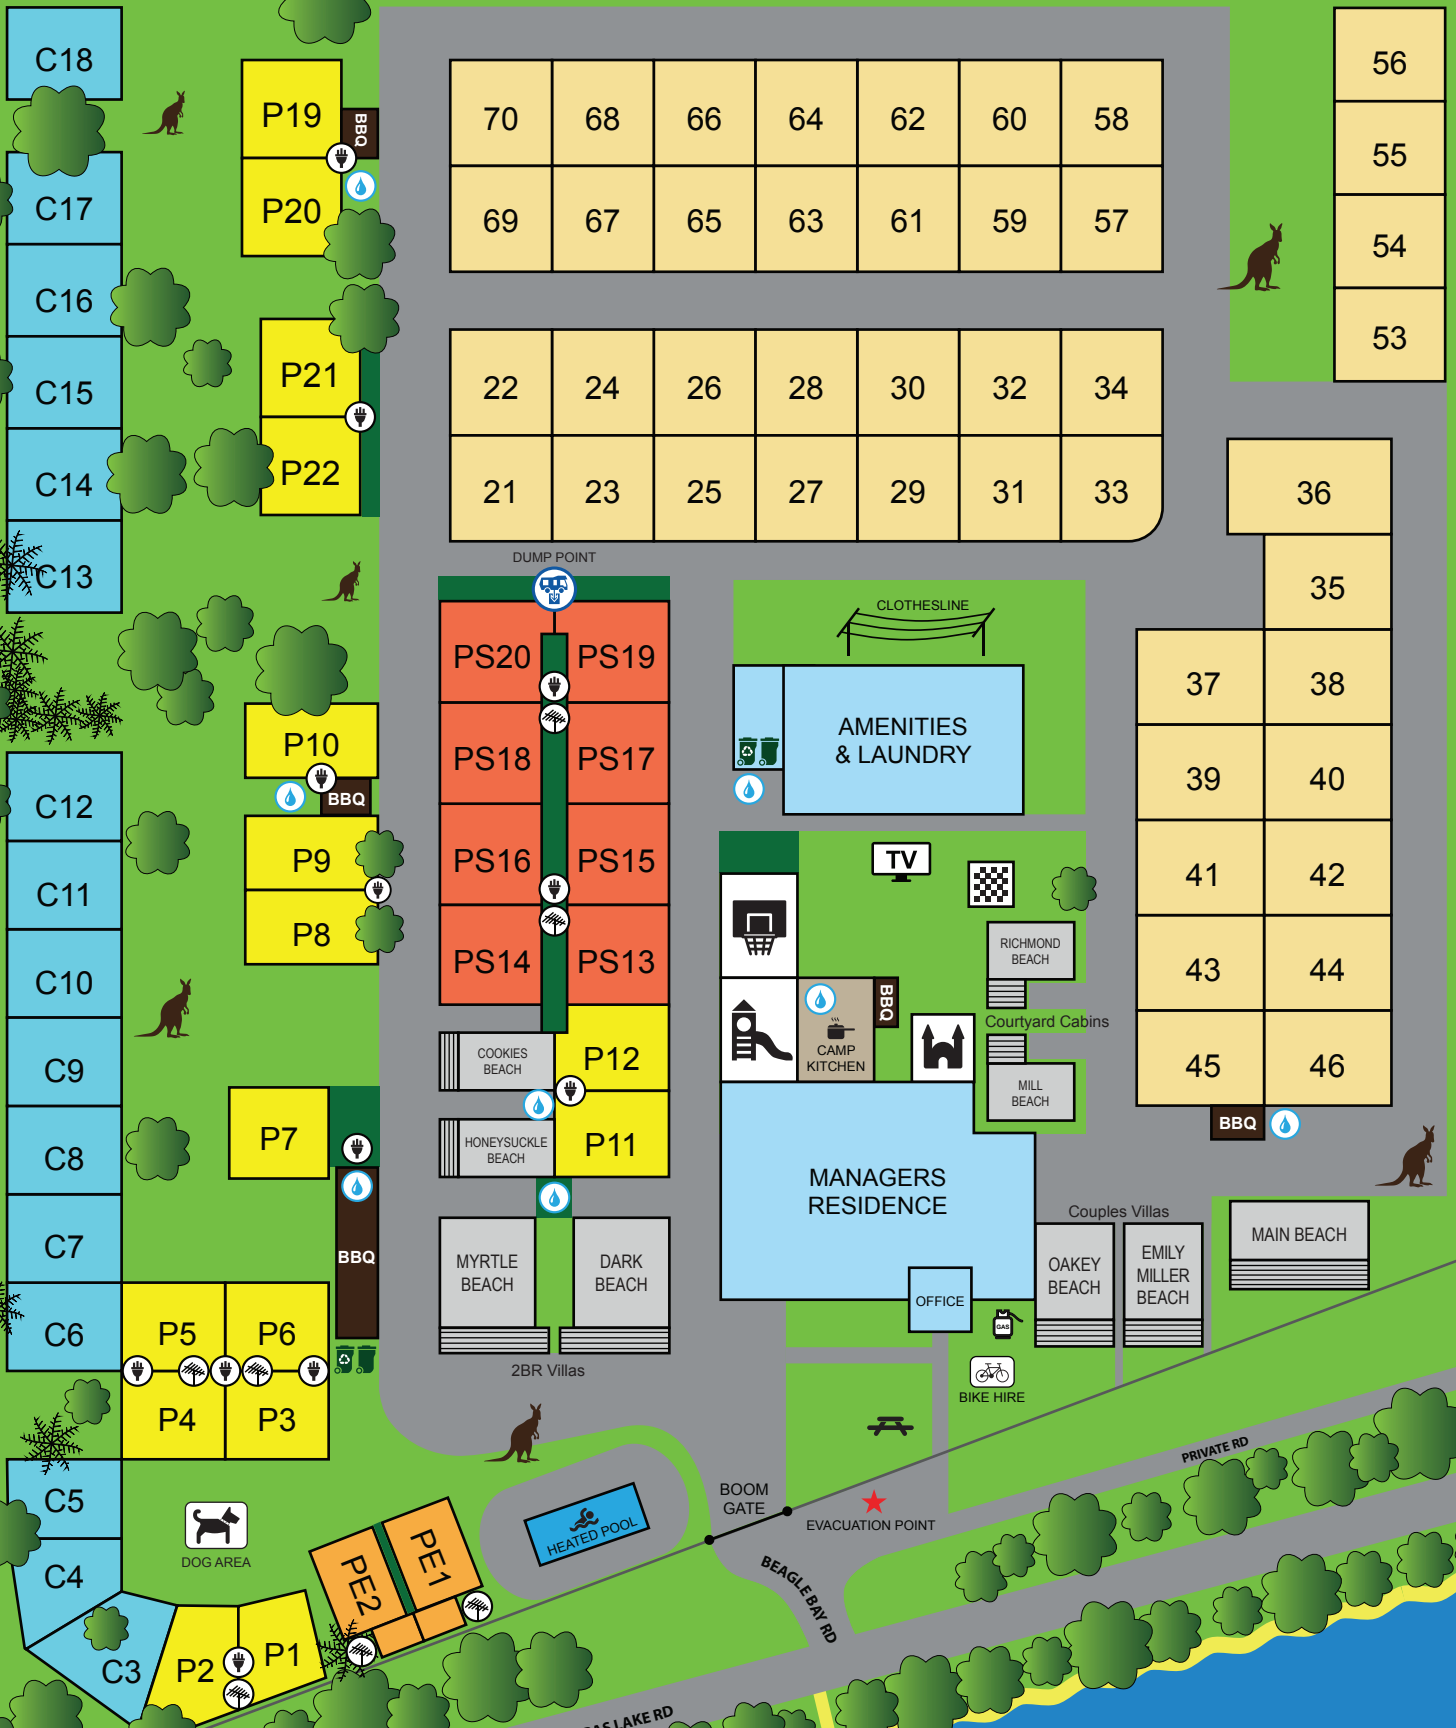 C18
C17
C16
C15
C14
C13
C12
C11
C10
C9
C8
C7
C6
C5
C4
C3
P19
BBQ
P20
P21
P22
P10
BBQ
P9
P8
P7
BBQ
P5
P6
P4
P3
DOG AREA
P2
P1
PE2
PE1
70
68
66
64
62
60
58
69
67
65
63
61
59
57
22
24
26
28
30
32
34
21
23
25
27
29
31
33
56
55
54
53
36
35
37
38
39
40
41
42
43
44
45
46
BBQ
DUMP POINT
PS20
PS19
PS18
PS17
PS16
PS15
PS14
PS13
COOKIES
BEACH
P12
HONEYSUCKLE
BEACH
P11
MYRTLE
BEACH
DARK
BEACH
2BR Villas
CLOTHESLINE
AMENITIES
& LAUNDRY
TV
RICHMOND
BEACH
BBQ
CAMP
KITCHEN
Courtyard Cabins
MILL
BEACH
MANAGERS
RESIDENCE
OFFICE
GAS
BIKE HIRE
Couples Villas
OAKEY
BEACH
EMILY
MILLER
BEACH
MAIN BEACH
HEATED POOL
BOOM
GATE
EVACUATION POINT
PRIVATE RD
BEAGLE BAY RD
LAKE RD